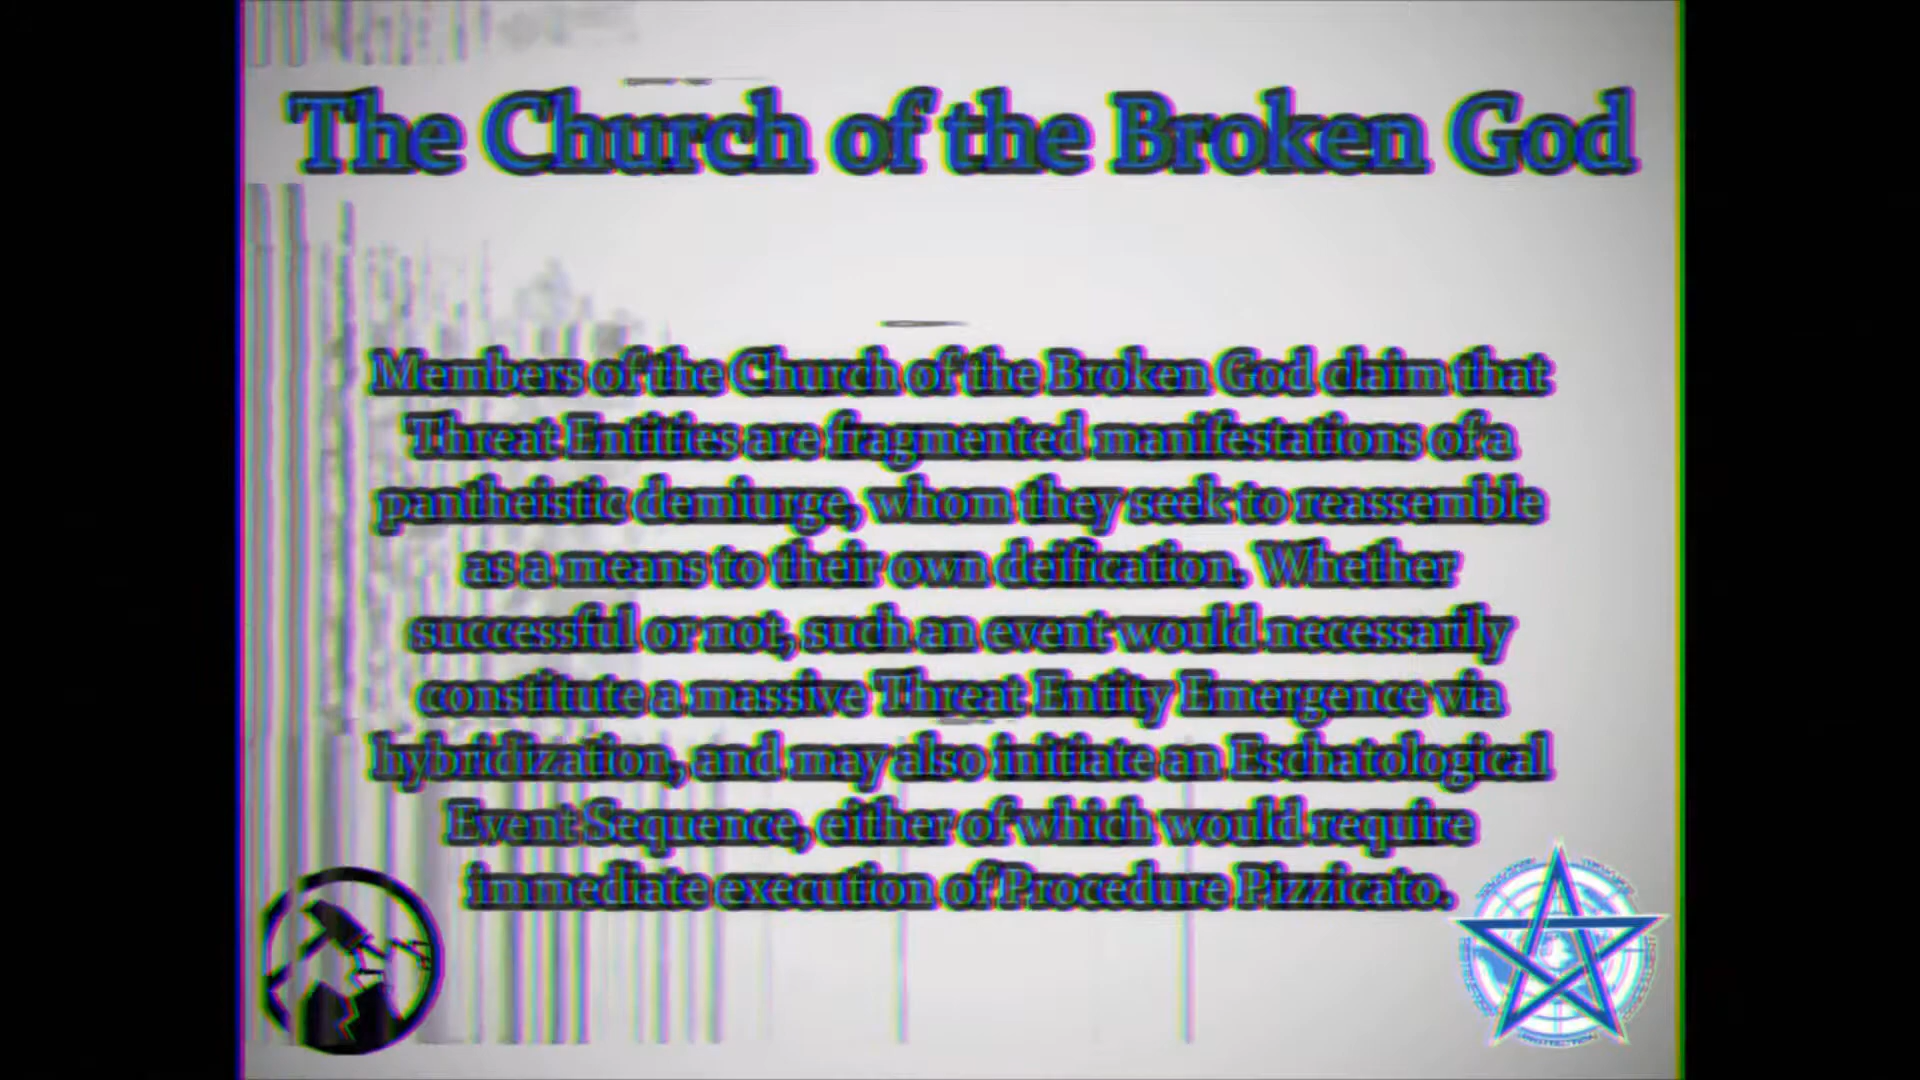 The Church of the Broken God
Members of the Church of the Broken God claim that
Threat Entities are fragmented manifestations of a
pantheistic demiurge, whom they seek to reassemble
as a means to their own deification. Whether
successful or not, such an event would necessarily
constitute a massive Threat Entity Emergence via
hybridization, and may also initiate an Eschatological
Event Sequence, either of which would require
immediate execution of Procedure Pizzicato.